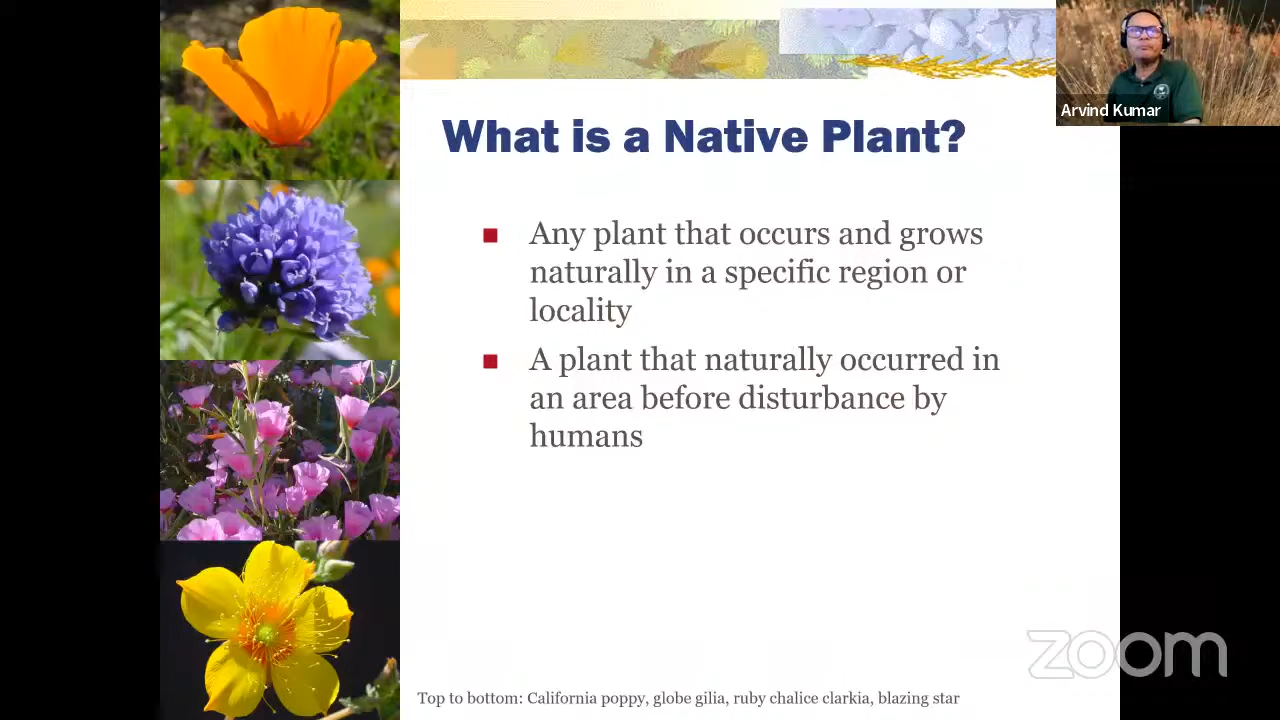 What is a Native Plant?
Arvind Kumar
■ Any plant that occurs and grows
naturally in a specific region or
locality
■ A plant that naturally occurred in
an area before disturbance by
humans
zoom
Top to bottom: California poppy, globe gilia, ruby chalice clarkia, blazing star